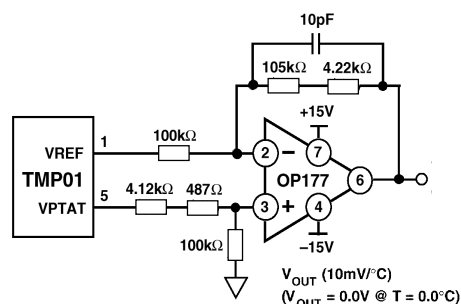 10pF
105kΩ 4.22kΩ
+15V
100kΩ
1
VREF
2 – 7
TMP01
OP177 6
VPTAT
5 4.12kΩ 487Ω
3 + 4
100kΩ
–15V
VOUT (10mV/°C)
(VOUT = 0.0V @ T = 0.0°C)